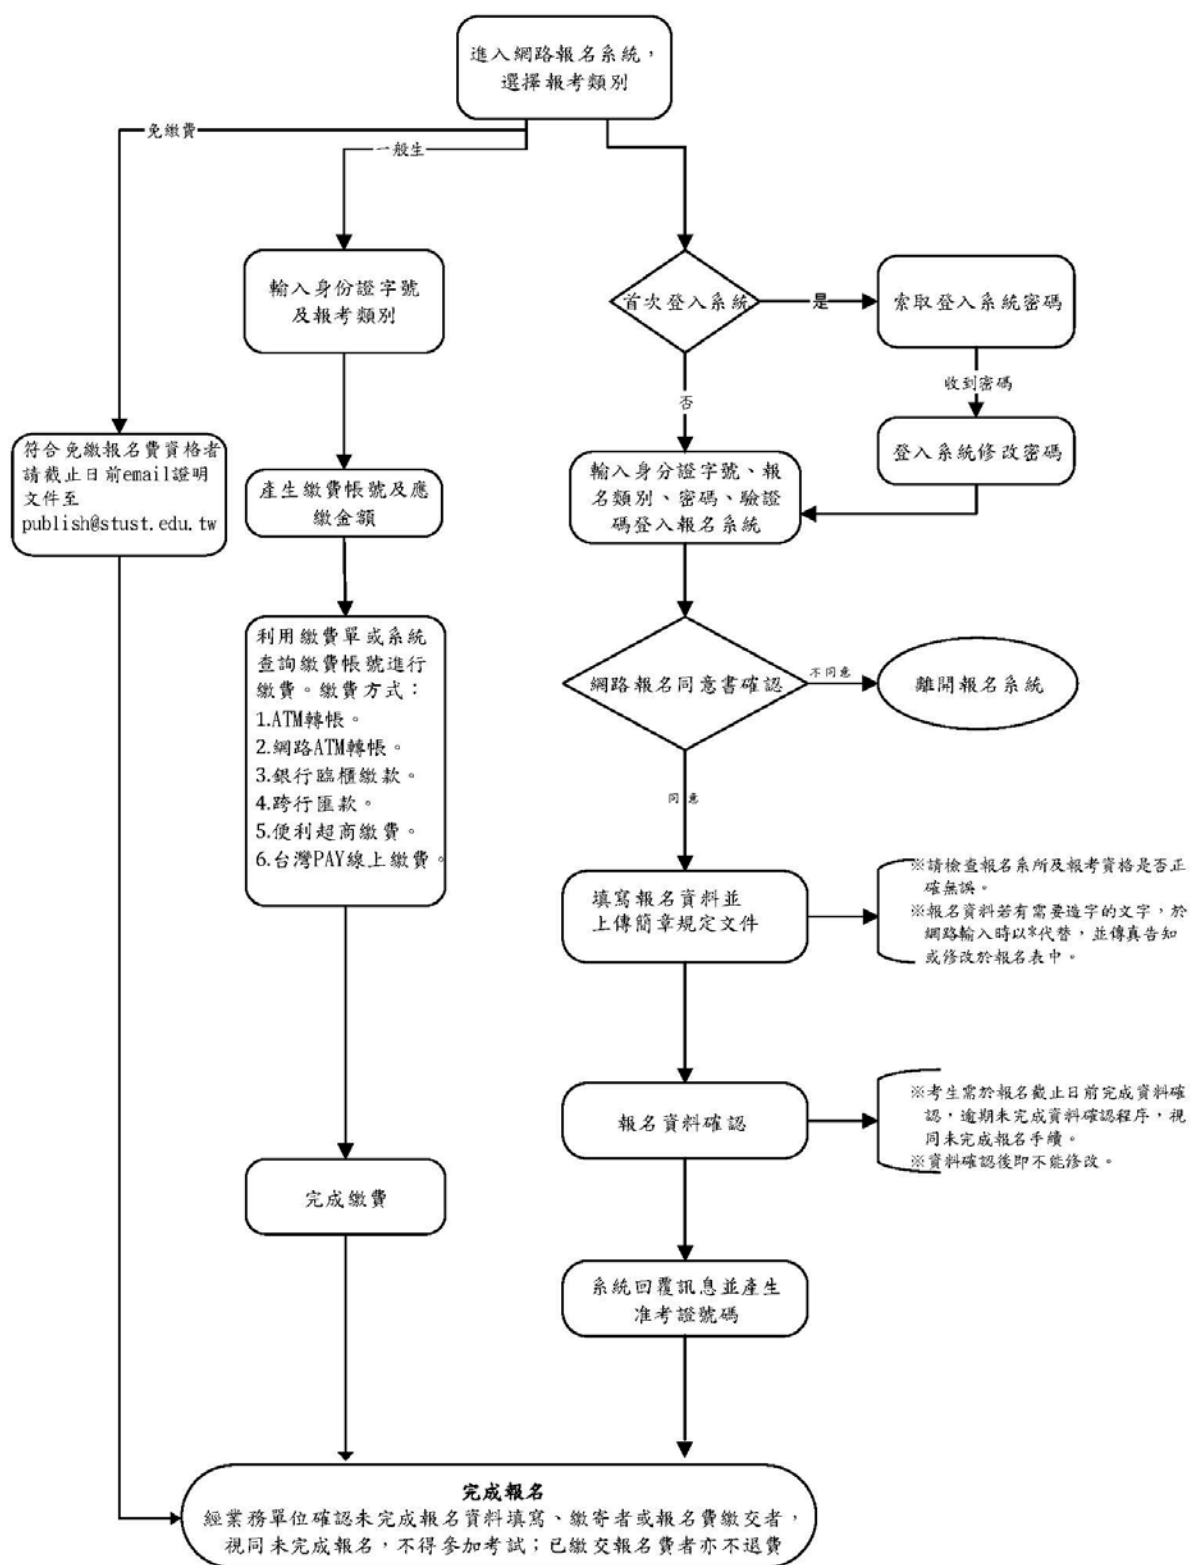 進入網路報名系統，
選擇報考類別
免繳費
一般生
輸入身份證字號
及報考類別
首次登入系統
是
索取登入系統密碼
收到密碼
否
登入系統修改密碼
符合免繳報名費資格者
請截止日前email證明
文件至
publish@stust.edu.tw
產生繳費帳號及應
繳金額
輸入身分證字號、報
名類別、密碼、驗證
碼登入報名系統
利用繳費單或系統
查詢繳費帳號進行
繳費。繳費方式：
1.ATM轉帳。
2.網路ATM轉帳。
3.銀行臨櫃繳款。
4.跨行匯款。
5.便利超商繳費。
6.台灣PAY線上繳費。
網路報名同意書確認
不同意
離開報名系統
同意
填寫報名資料並
上傳簡章規定文件
※請檢查報名系所及報考資格是否正
確無誤。
※報名資料若有需要造字的文字，於
網路輸入時以*代替，並傳真告知
或修改於報名表中。
報名資料確認
※考生需於報名截止日前完成資料確
認，逾期未完成資料確認程序，視
同未完成報名手續。
※資料確認後即不能修改。
完成繳費
系統回覆訊息並產生
准考證號碼
完成報名
經業務單位確認未完成報名資料填寫、繳寄者或報名費繳交者，
視同未完成報名，不得參加考試；已繳交報名費者亦不退費